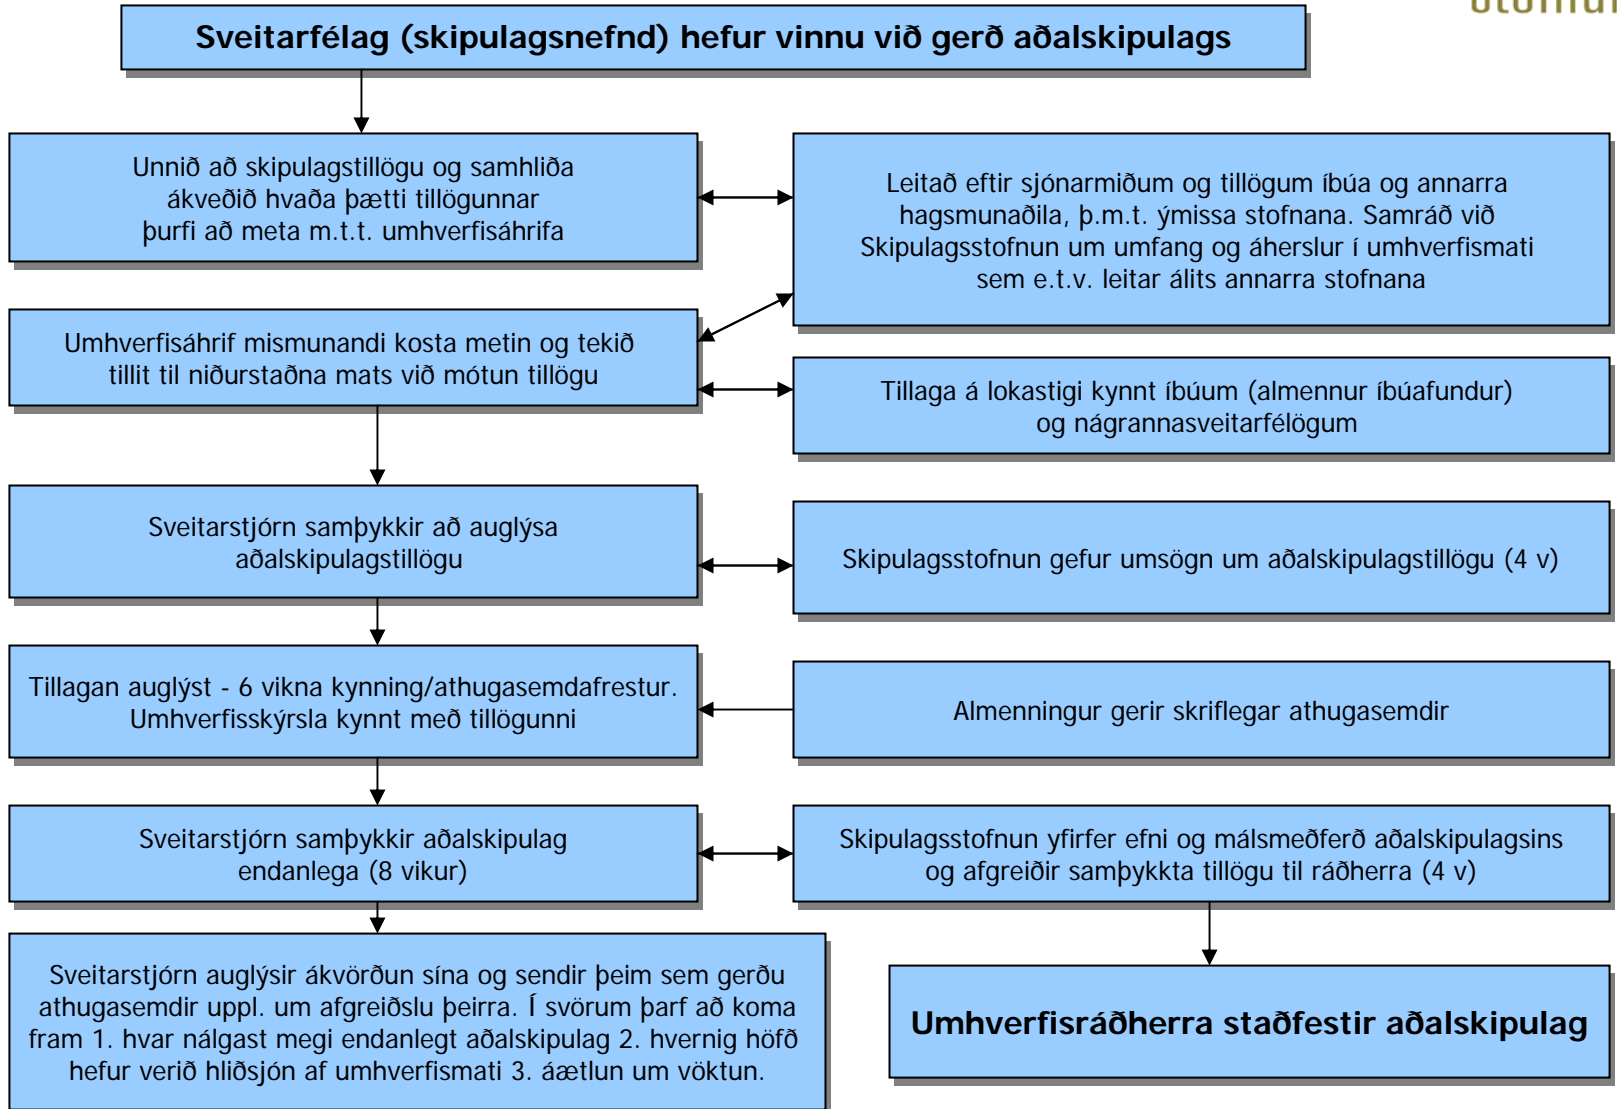 Sveitarfélag (skipulagsnefnd) hefur vinnu við gerð aðalskipulags
Unnið að skipulagstillögu og samhliða
ákveðið hvaða þætti tillögunnar
þurfi að meta m.t.t. umhverfisáhrifa
Leitað eftir sjónarmiðum og tillögum íbúa og annarra
hagsmunaðila, þ.m.t. ýmissa stofnana. Samráð við
Skipulagsstofnun um umfang og áherslur í umhverfismati
sem e.t.v. leitar álits annarra stofnana
Umhverfisáhrif mismunandi kosta metin og tekið
tillit til niðurstaðna mats við mótun tillögu
Tillaga á lokastigi kynnt íbúum (almennur íbúafundur)
og nágrannasveitarfélögum
Sveitarstjórn samþykkir að auglýsa
aðalskipulagstillögu
Skipulagsstofnun gefur umsögn um aðalskipulagstillögu (4 v)
Tillagan auglýst - 6 vikna kynning/athugasemdafrestur.
Umhverfisskýrsla kynnt með tillögunni
Almenningur gerir skriflegar athugasemdir
Sveitarstjórn samþykkir aðalskipulag
endanlega (8 vikur)
Skipulagsstofnun yfirfer efni og málsmeðferð aðalskipulagsins
og afgreiðir samþykkta tillögu til ráðherra (4 v)
Sveitarstjórn auglýsir ákvörðun sína og sendir þeim sem gerðu
athugasemdir uppl. um afgreiðslu þeirra. Í svörum þarf að koma
fram 1. hvar nálgast megi endanlegt aðalskipulag 2. hvernig höfð
hefur verið hliðsjón af umhverfismati 3. áætlun um vöktun.
Umhverfisráðherra staðfestir aðalskipulag